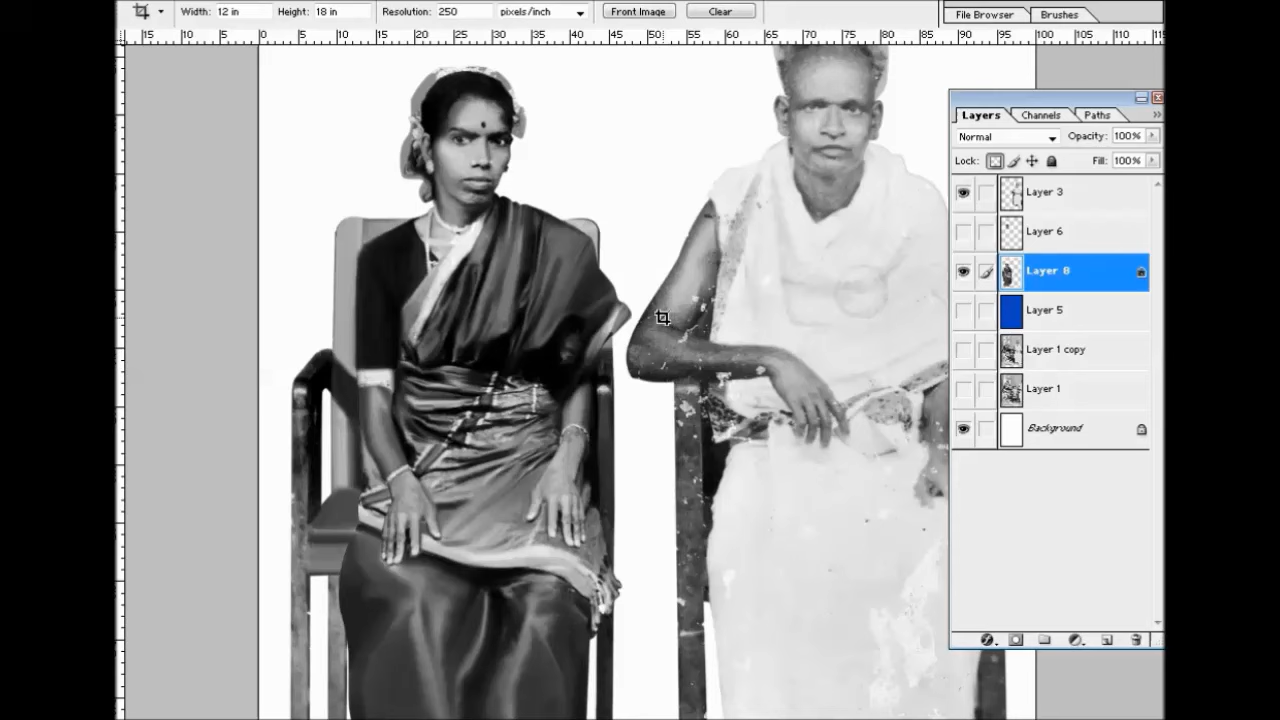 Width: 12 in Height: 18 in Resolution: 250 pixels/inch Front Image Clear File Browser Brushes
15 10 5 0 5 10 15 20 25 30 35 40 45 50 55 60 65 70 75 80 85 90 95 100 105 110 115
Layers Channels Paths
Normal Opacity: 100%
Lock: Fill: 100%
Layer 3
Layer 6
Layer 8
Layer 5
Layer 1 copy
Layer 1
Background